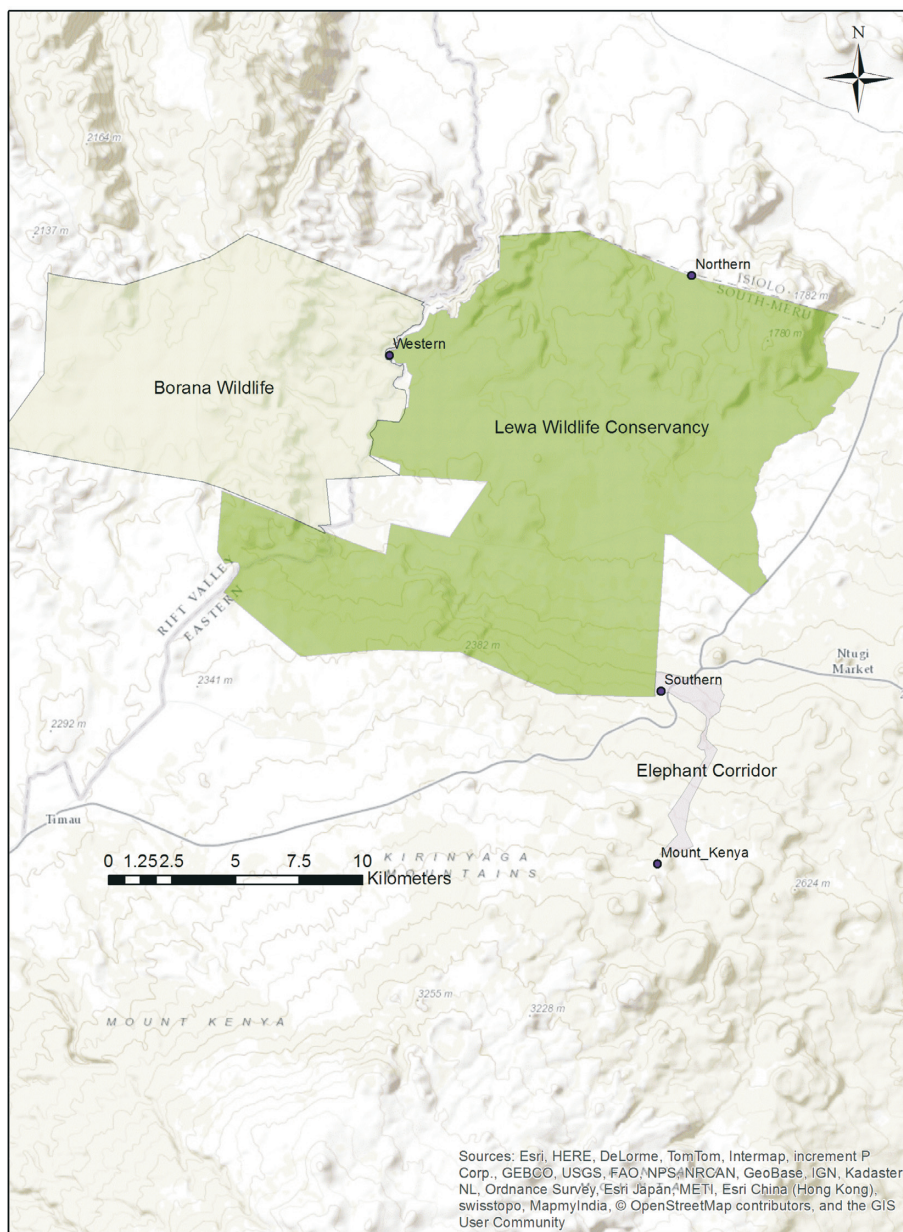 N
2164 m
2137 m
Northern
ISIOLO
SOUTH-MERU
1782 m
1780 m
Western
Borana Wildlife
Lewa Wildlife Conservancy
RIFT VALLEY
EASTERN
2382 m
Ntugi
Market
2341 m
Southern
2292 m
Elephant Corridor
Timau
0 1.25 2.5 5 7.5 10
Kilometers
KIRINYAGA
MOUNTAINS
Mount_Kenya
2624 m
3255 m
3228 m
MOUNT KENYA
Sources: Esri, HERE, DeLorme, TomTom, Intermap, increment P
Corp., GEBCO, USGS, FAO, NPS, NRCAN, GeoBase, IGN, Kadaster
NL, Ordnance Survey, Esri Japan, METI, Esri China (Hong Kong),
swisstopo, MapmyIndia, © OpenStreetMap contributors, and the GIS
User Community